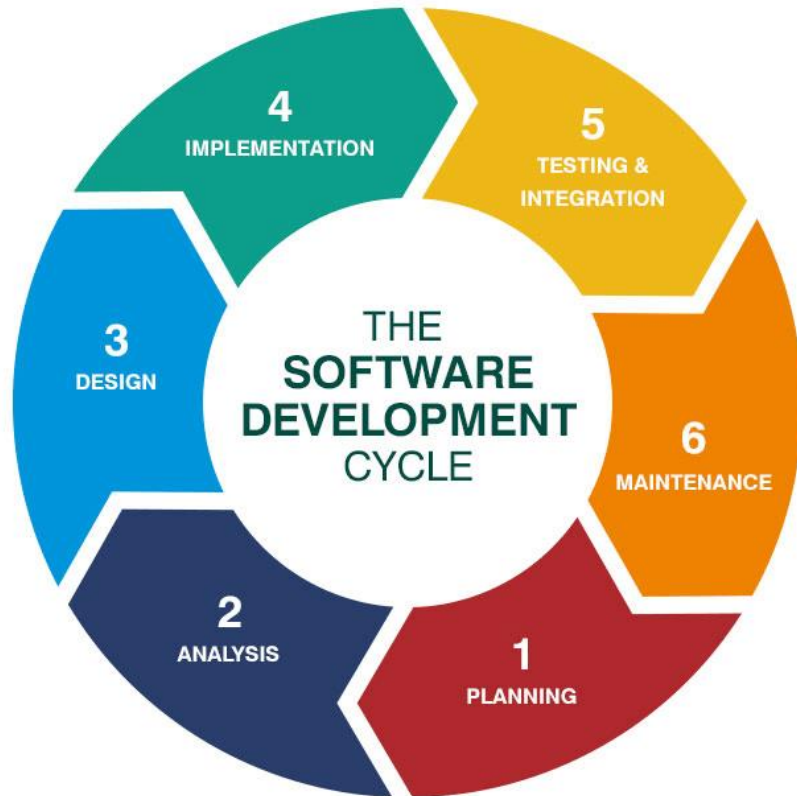 THE
SOFTWARE
DEVELOPMENT
CYCLE
1
PLANNING
2
ANALYSIS
3
DESIGN
4
IMPLEMENTATION
5
TESTING &
INTEGRATION
6
MAINTENANCE